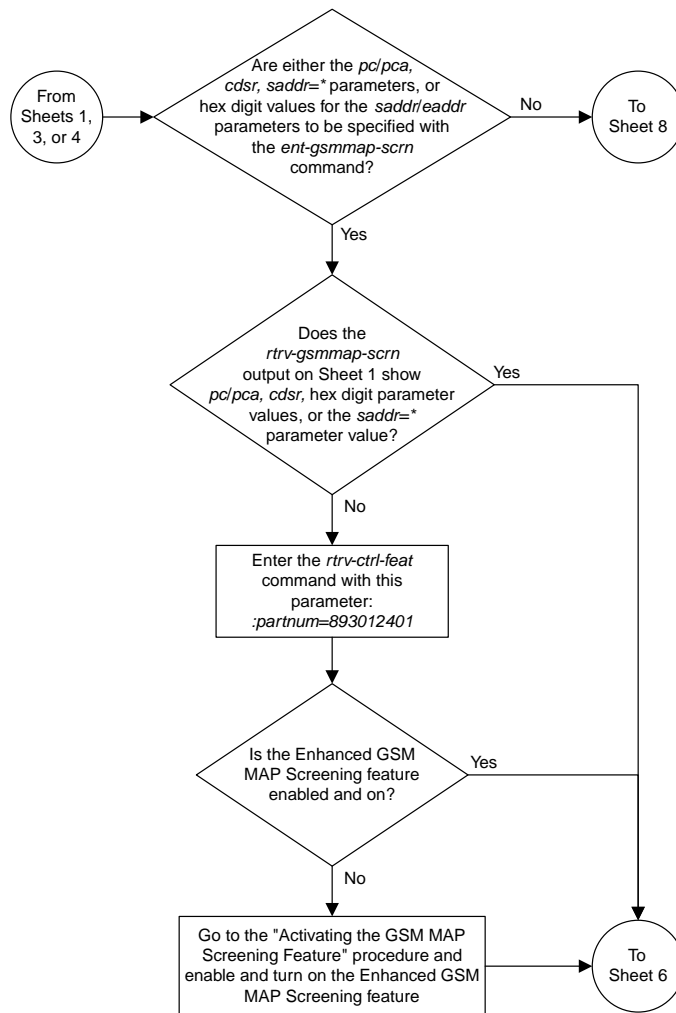 From
Sheets 1,
3, or 4
Are either the pc/pca,
cdsr, saddr=* parameters, or
hex digit values for the saddr/eaddr
parameters to be specified with
the ent-gsmmap-scrn
command?
No
To
Sheet 8
Yes
Does the
rtrv-gsmmap-scrn
output on Sheet 1 show
pc/pca, cdsr, hex digit parameter
values, or the saddr=*
parameter value?
Yes
No
Enter the rtrv-ctrl-feat
command with this
parameter:
:partnum=893012401
Is the Enhanced GSM
MAP Screening feature
enabled and on?
Yes
No
Go to the "Activating the GSM MAP
Screening Feature" procedure and
enable and turn on the Enhanced GSM
MAP Screening feature
To
Sheet 6